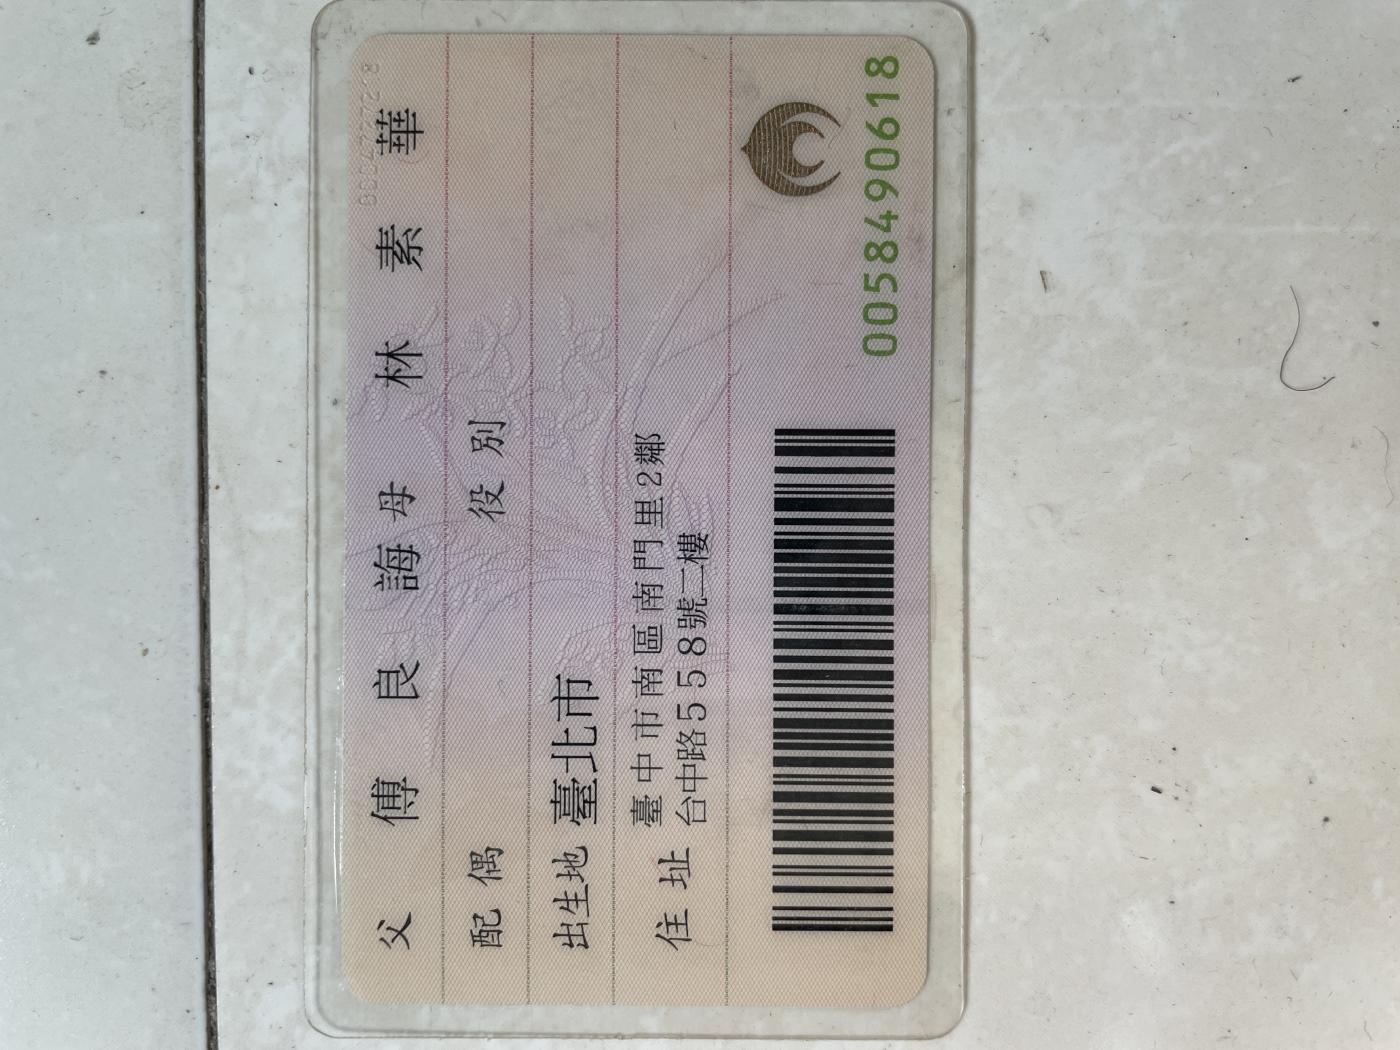 父 傅良誨 母 林素華
配偶 役別
出生地 臺北市
住址 臺中市南區南門里2鄰
台中路558號二樓
0058490618